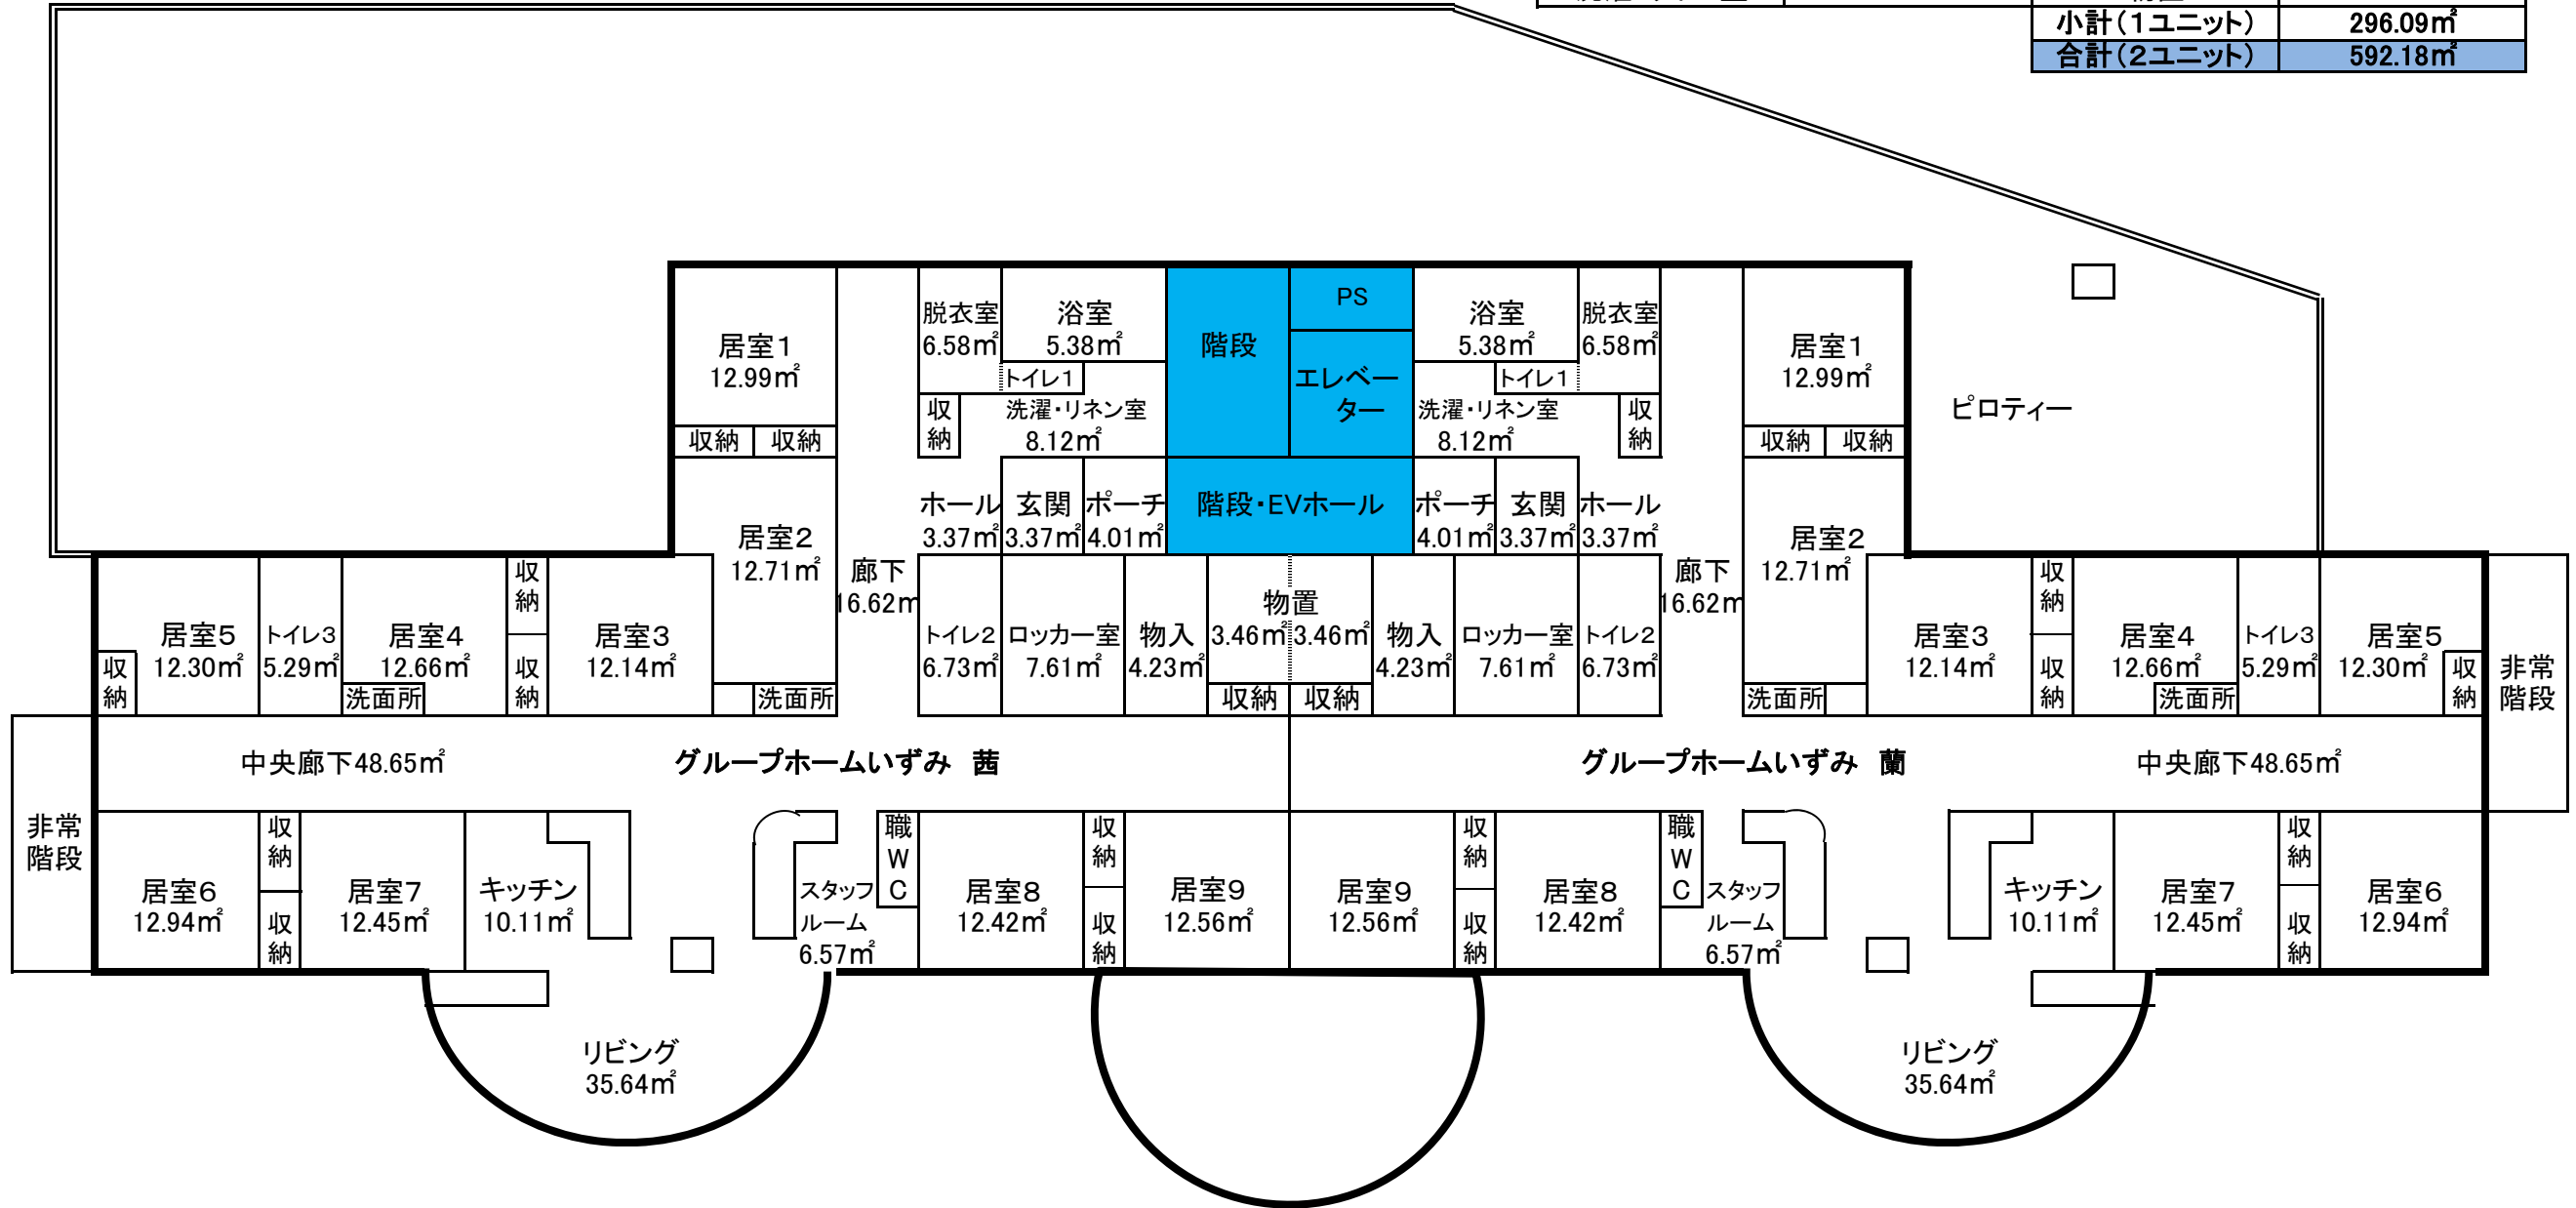 小計(1ユニット) 296.09㎡
合計(2ユニット) 592.18㎡
PS
脱衣室
6.58㎡
浴室
5.38㎡
階段
エレベー
ター
浴室
5.38㎡
脱衣室
6.58㎡
居室1
12.99㎡
トイレ1
トイレ1
居室1
12.99㎡
収納
洗濯・リネン室
8.12㎡
洗濯・リネン室
8.12㎡
収納
ピロティー
収納 収納
収納 収納
ホール
3.37㎡
玄関
3.37㎡
ポーチ
4.01㎡
階段・EVホール
ポーチ
4.01㎡
玄関
3.37㎡
ホール
3.37㎡
居室2
12.71㎡
居室2
12.71㎡
廊下
16.62㎡
廊下
16.62㎡
居室5
12.30㎡
収納
トイレ3
5.29㎡
居室4
12.66㎡
洗面所
収納
収納
居室3
12.14㎡
洗面所
トイレ2
6.73㎡
ロッカー室
7.61㎡
物入
4.23㎡
物置
3.46㎡ 3.46㎡
収納 収納
物入
4.23㎡
ロッカー室
7.61㎡
トイレ2
6.73㎡
洗面所
居室3
12.14㎡
収納
収納
居室4
12.66㎡
洗面所
トイレ3
5.29㎡
居室5
12.30㎡
収納
非常
階段
中央廊下48.65㎡
グループホームいずみ 茜
グループホームいずみ 蘭
中央廊下48.65㎡
非常
階段
居室6
12.94㎡
収納
収納
居室7
12.45㎡
キッチン
10.11㎡
スタッフ
ルーム
6.57㎡
職WC
居室8
12.42㎡
収納
収納
居室9
12.56㎡
居室9
12.56㎡
収納
収納
居室8
12.42㎡
職WC
スタッフ
ルーム
6.57㎡
キッチン
10.11㎡
居室7
12.45㎡
収納
収納
居室6
12.94㎡
リビング
35.64㎡
リビング
35.64㎡